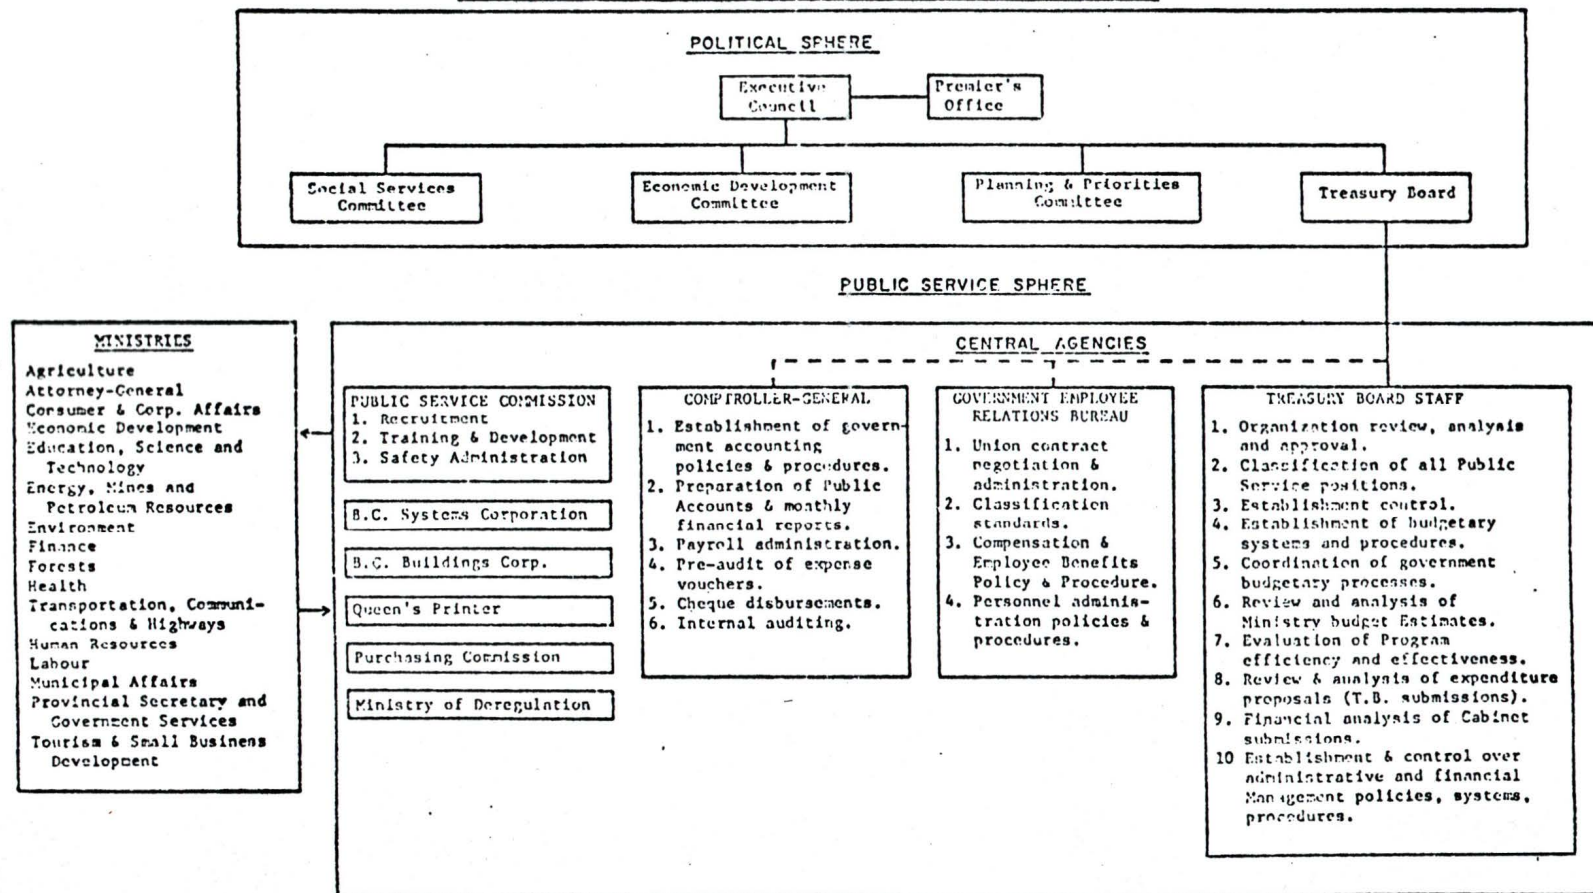 POLITICAL SPHERE
Executive
Council
Premier's
Office
Social Services
Committee
Economic Development
Committee
Planning & Priorities
Committee
Treasury Board
PUBLIC SERVICE SPHERE
MINISTRIES
Agriculture
Attorney-General
Consumer & Corp. Affairs
Economic Development
Education, Science and
Technology
Energy, Mines and
Petroleum Resources
Environment
Finance
Forests
Health
Transportation, Communi-
cations & Highways
Human Resources
Labour
Municipal Affairs
Provincial Secretary and
Government Services
Tourism & Small Business
Development
CENTRAL AGENCIES
PUBLIC SERVICE COMMISSION
1. Recruitment
2. Training & Development
3. Safety Administration
B.C. Systems Corporation
B.C. Buildings Corp.
Queen's Printer
Purchasing Commission
Ministry of Deregulation
COMPTROLLER-GENERAL
1. Establishment of govern-
ment accounting
policies & procedures.
2. Preparation of Public
Accounts & monthly
financial reports.
3. Payroll administration.
4. Pre-audit of expense
vouchers.
5. Cheque disbursements.
6. Internal auditing.
GOVERNMENT EMPLOYEE
RELATIONS BUREAU
1. Union contract
negotiation &
administration.
2. Classification
standards.
3. Compensation &
Employee Benefits
Policy & Procedure.
4. Personnel adminis-
tration policies &
procedures.
TREASURY BOARD STAFF
1. Organization review, analysis
and approval.
2. Classification of all Public
Service positions.
3. Establishment control.
4. Establishment of budgetary
systems and procedures.
5. Coordination of government
budgetary processes.
6. Review and analysis of
Ministry budget Estimates.
7. Evaluation of Program
efficiency and effectiveness.
8. Review & analysis of expenditure
proposals (T.B. submissions).
9. Financial analysis of Cabinet
submissions.
10 Establishment & control over
administrative and financial
Management policies, systems,
procedures.